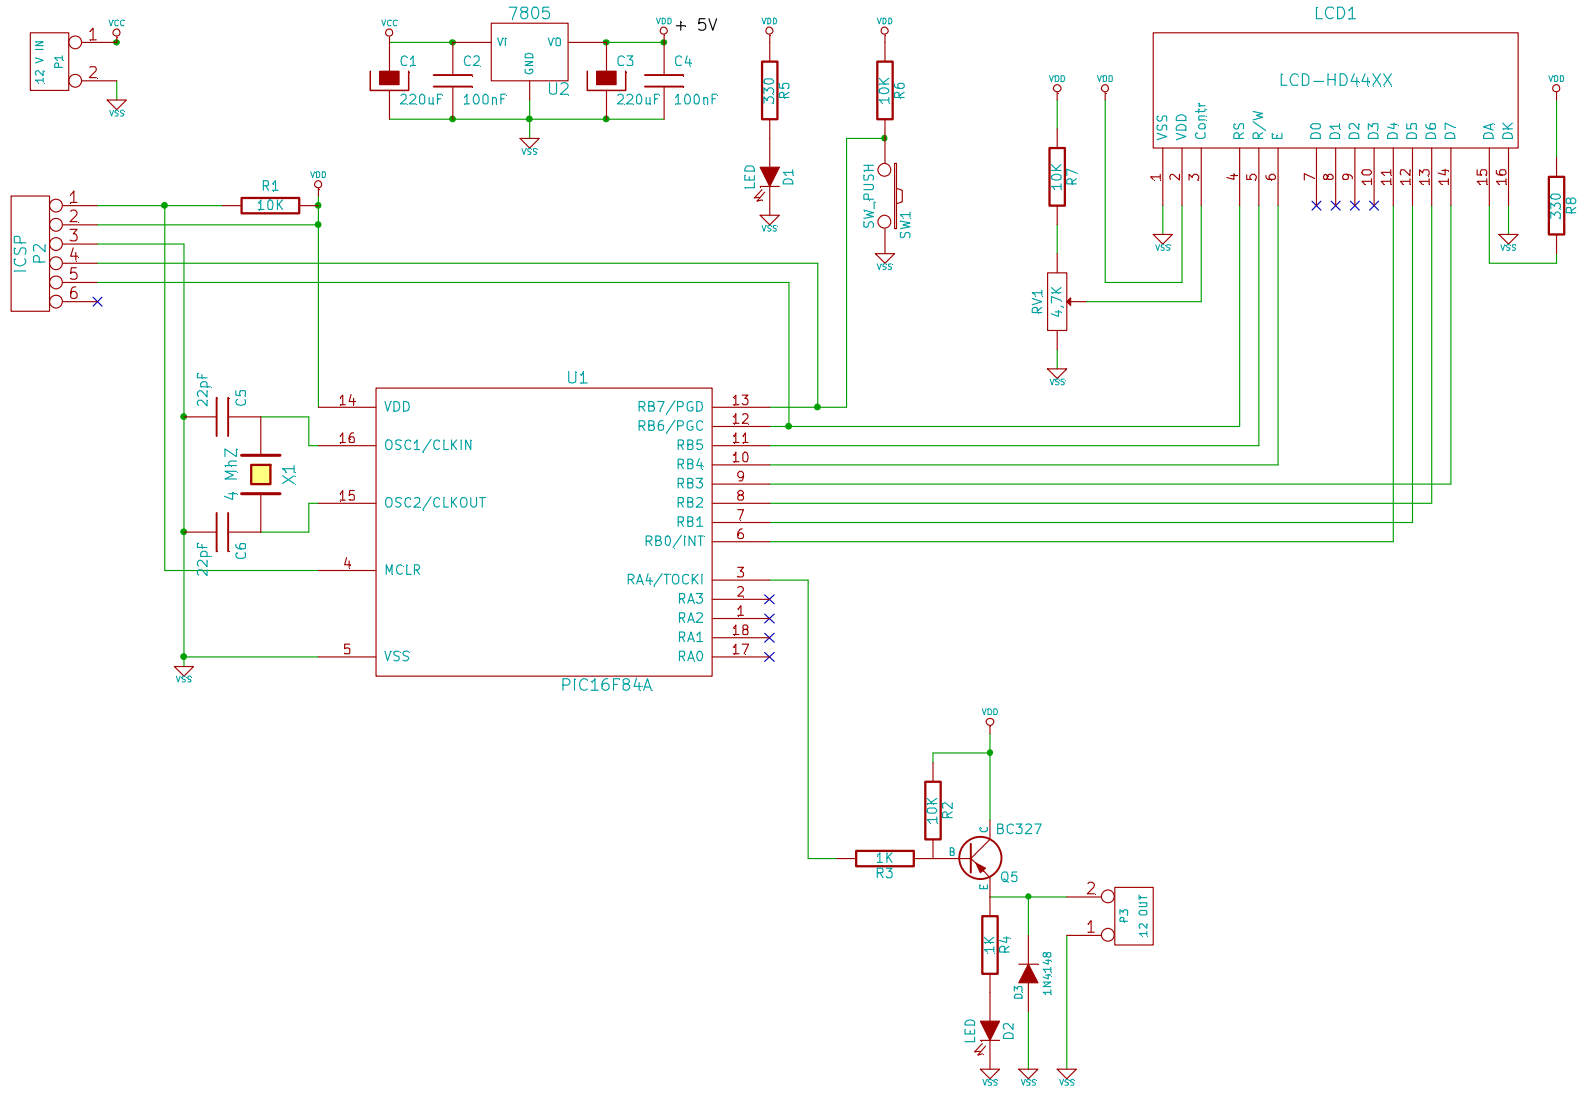 VCC
1
2
12 V IN
P1
VSS
VCC
C1
220uF
C2
100nF
7805
VI
VO
GND
U2
VSS
C3
220uF
VDD
+ 5V
C4
100nF
VDD
330
R5
LED
D1
VSS
VDD
10K
R6
SW_PUSH
SW1
VSS
LCD1
LCD-HD44XX
VSS
VDD
Contr
RS
R/W
E
D0
D1
D2
D3
D4
D5
D6
D7
DA
DK
1
2
3
4
5
6
7
8
9
10
11
12
13
14
15
16
VSS
VSS
VDD
VDD
10K
R7
RV1
4,7K
VSS
VDD
330
R8
ICSP
P2
1
2
3
4
5
6
R1
10K
VDD
22pF
C5
4 MhZ
X1
22pF
C6
VSS
U1
14
VDD
16
OSC1/CLKIN
15
OSC2/CLKOUT
4
MCLR
5
VSS
RB7/PGD
13
RB6/PGC
12
RB5
11
RB4
10
RB3
9
RB2
8
RB1
7
RB0/INT
6
RA4/TOCKI
3
RA3
2
RA2
1
RA1
18
RA0
17
PIC16F84A
VDD
10K
R2
1K
R3
B
C
E
BC327
Q5
1K
R4
LED
D2
VSS
D3
1N4148
VSS
2
1
P3
12 OUT
VSS